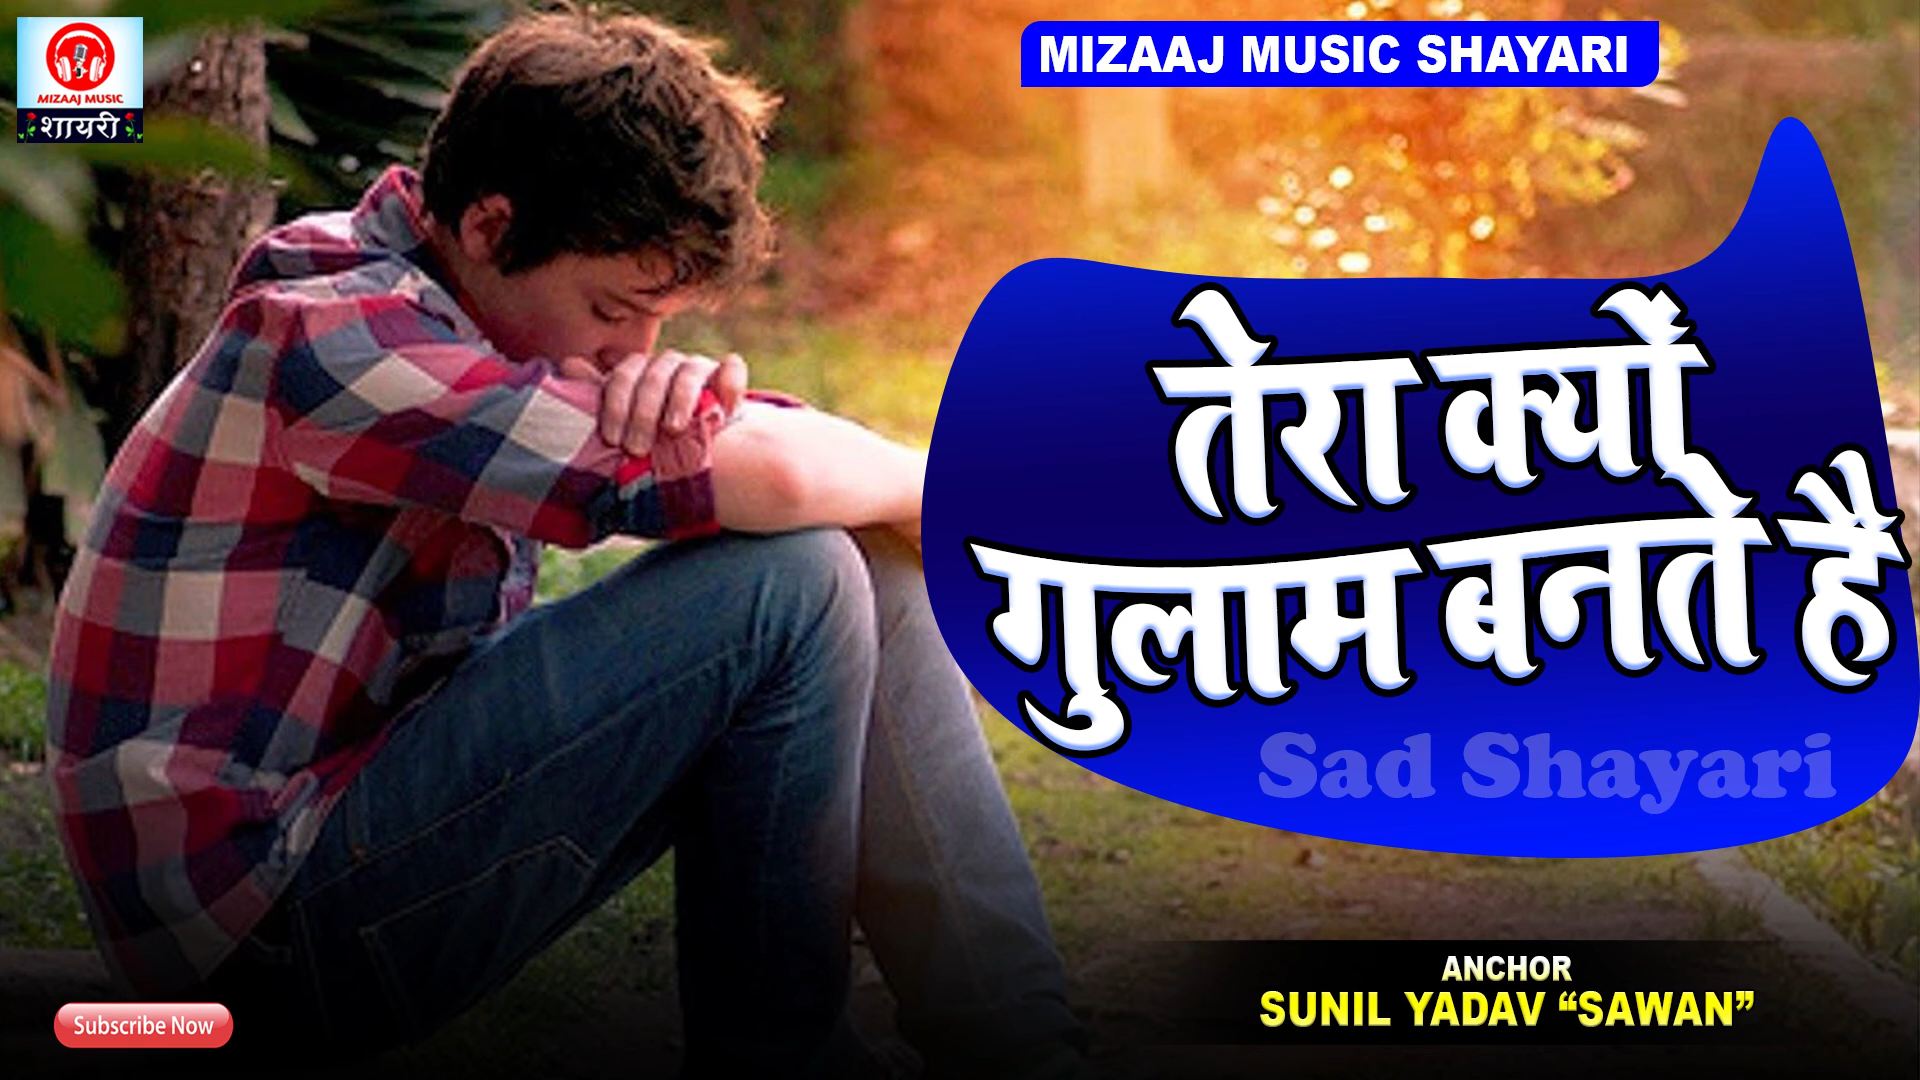 MIZAAJ MUSIC
शायरी
MIZAAJ MUSIC SHAYARI
तेरा क्यों
गुलाम बनते है
Sad Shayari
ANCHOR
SUNIL YADAV “SAWAN”
Subscribe Now